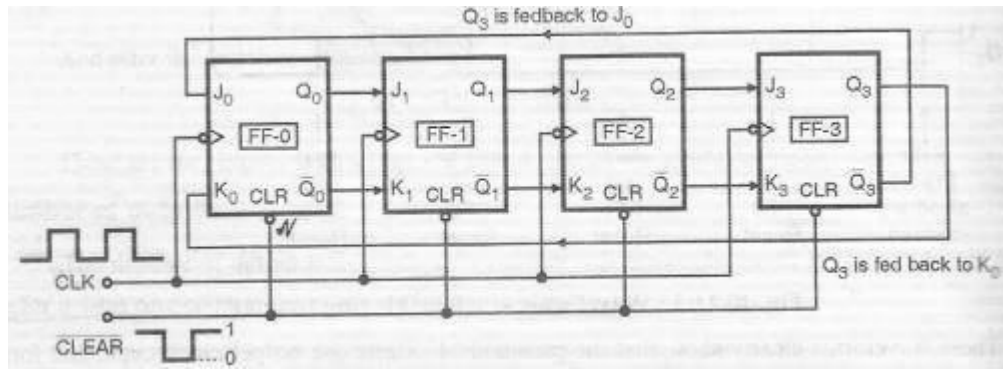 Q₃ is fedback to J₀
J₀ Q₀ J₁ Q₁ J₂ Q₂ J₃ Q₃
FF-0 FF-1 FF-2 FF-3
K₀ CLR Q̅₀ K₁ CLR Q̅₁ K₂ CLR Q̅₂ K₃ CLR Q̅₃
Q₃ is fed back to K₀
CLK
C̅L̅E̅A̅R̅
1
0